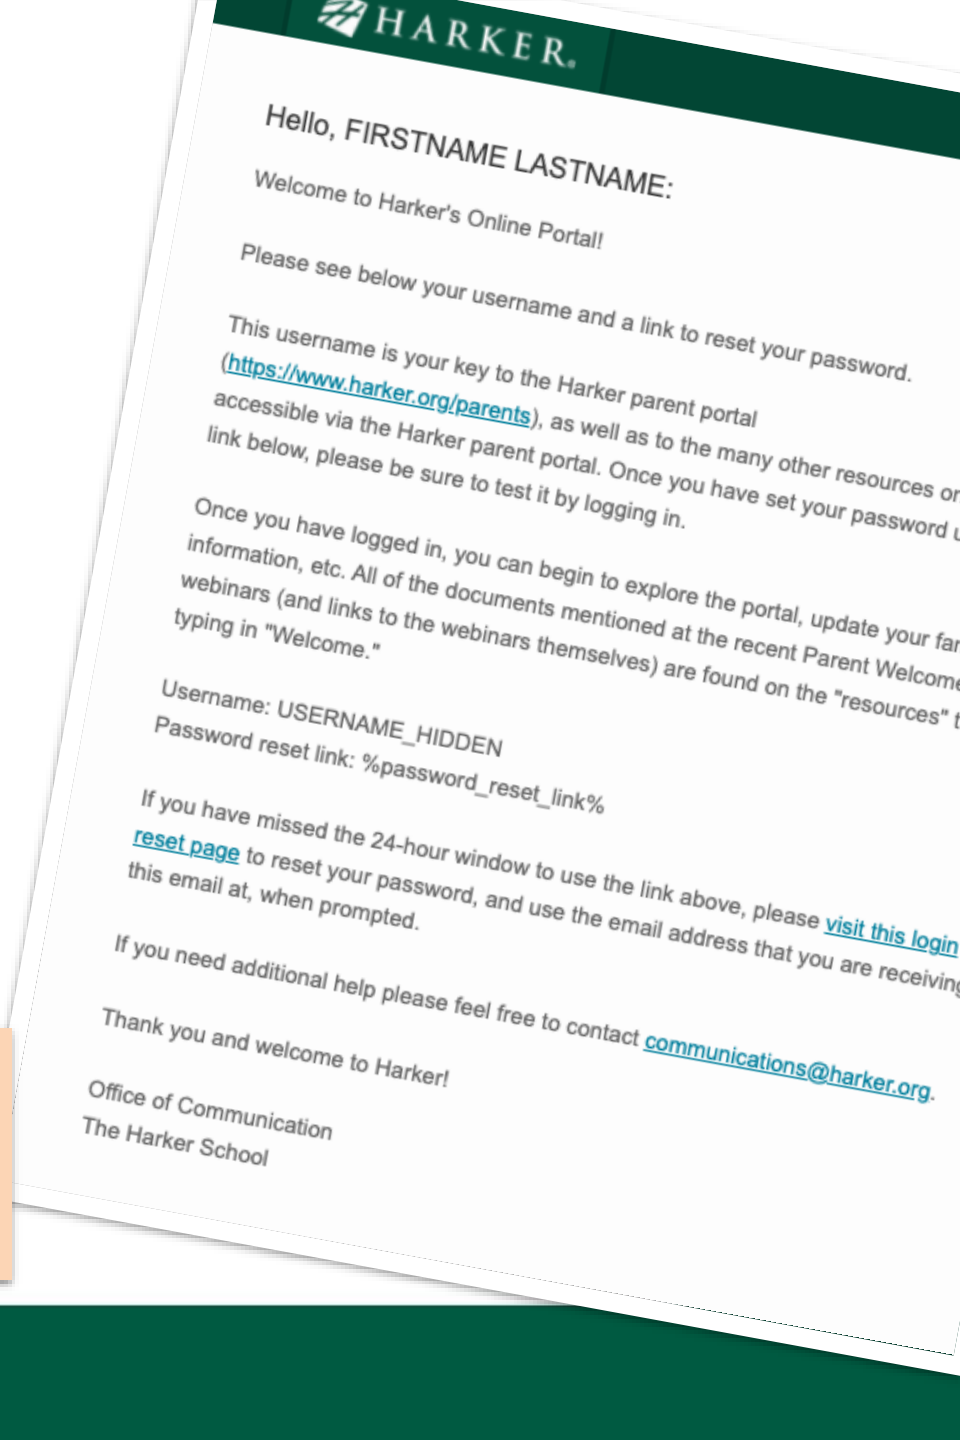 HARKER®
Hello, FIRSTNAME LASTNAME:
Welcome to Harker's Online Portal!
Please see below your username and a link to reset your password.
This username is your key to the Harker parent portal
(https://www.harker.org/parents), as well as to the many other resources
accessible via the Harker parent portal. Once you have set your password
link below, please be sure to test it by logging in.
Once you have logged in, you can begin to explore the portal, update your
information, etc. All of the documents mentioned at the recent Parent Welcome
webinars (and links to the webinars themselves) are found on the "resources"
typing in "Welcome."
Username: USERNAME_HIDDEN
Password reset link: %password_reset_link%
If you have missed the 24-hour window to use the link above, please visit this login
reset page to reset your password, and use the email address that you are receiving
this email at, when prompted.
If you need additional help please feel free to contact communications@harker.org.
Thank you and welcome to Harker!
Office of Communication
The Harker School